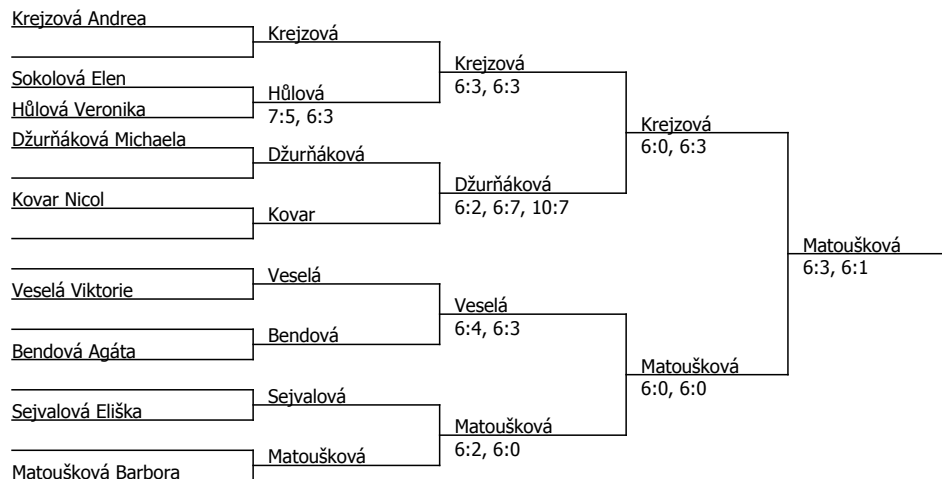 Krejzová Andrea
Krejzová
Krejzová
6:3, 6:3
Sokolová Elen
Hůlová
7:5, 6:3
Hůlová Veronika
Krejzová
6:0, 6:3
Džurňáková Michaela
Džurňáková
Džurňáková
6:2, 6:7, 10:7
Kovar Nicol
Kovar
Matoušková
6:3, 6:1
Veselá
Veselá Viktorie
Veselá
6:4, 6:3
Bendová
Bendová Agáta
Matoušková
6:0, 6:0
Sejvalová
Sejvalová Eliška
Matoušková
6:2, 6:0
Matoušková
Matoušková Barbora